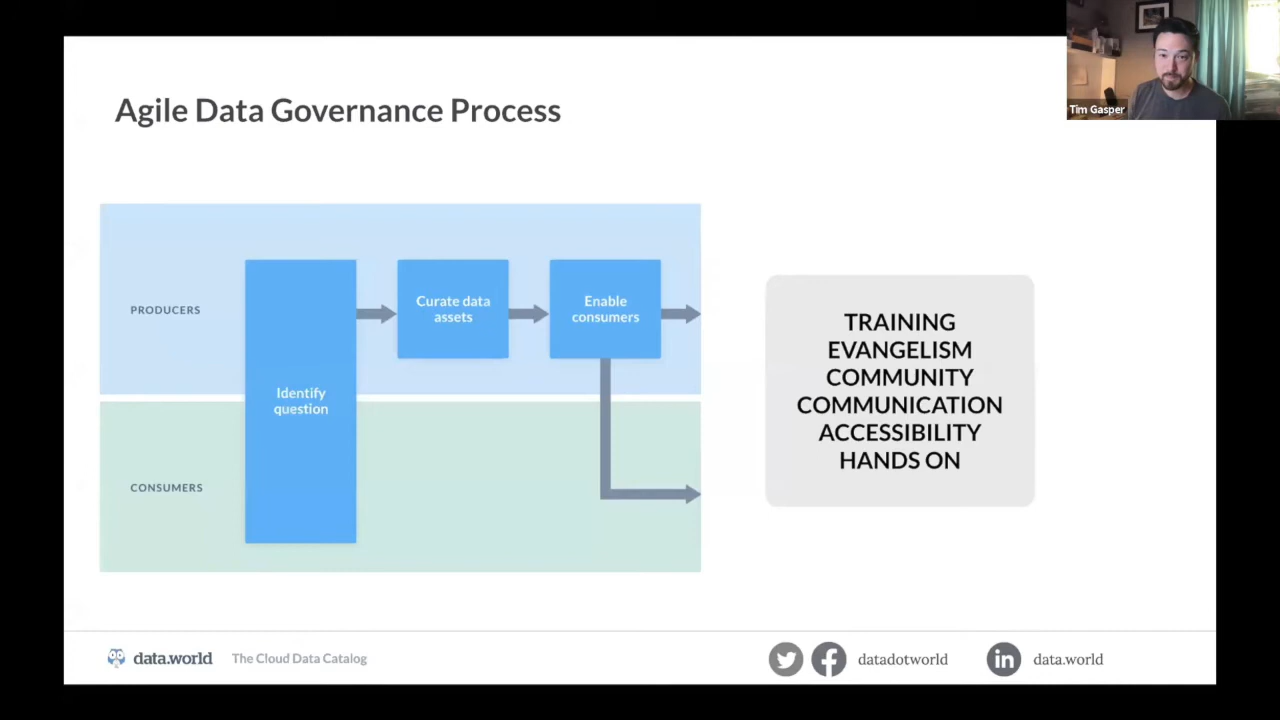 Agile Data Governance Process
Tim Gasper
PRODUCERS
Identify
question
Curate data
assets
Enable
consumers
CONSUMERS
TRAINING
EVANGELISM
COMMUNITY
COMMUNICATION
ACCESSIBILITY
HANDS ON
data.world
The Cloud Data Catalog
datadotworld
in
data.world